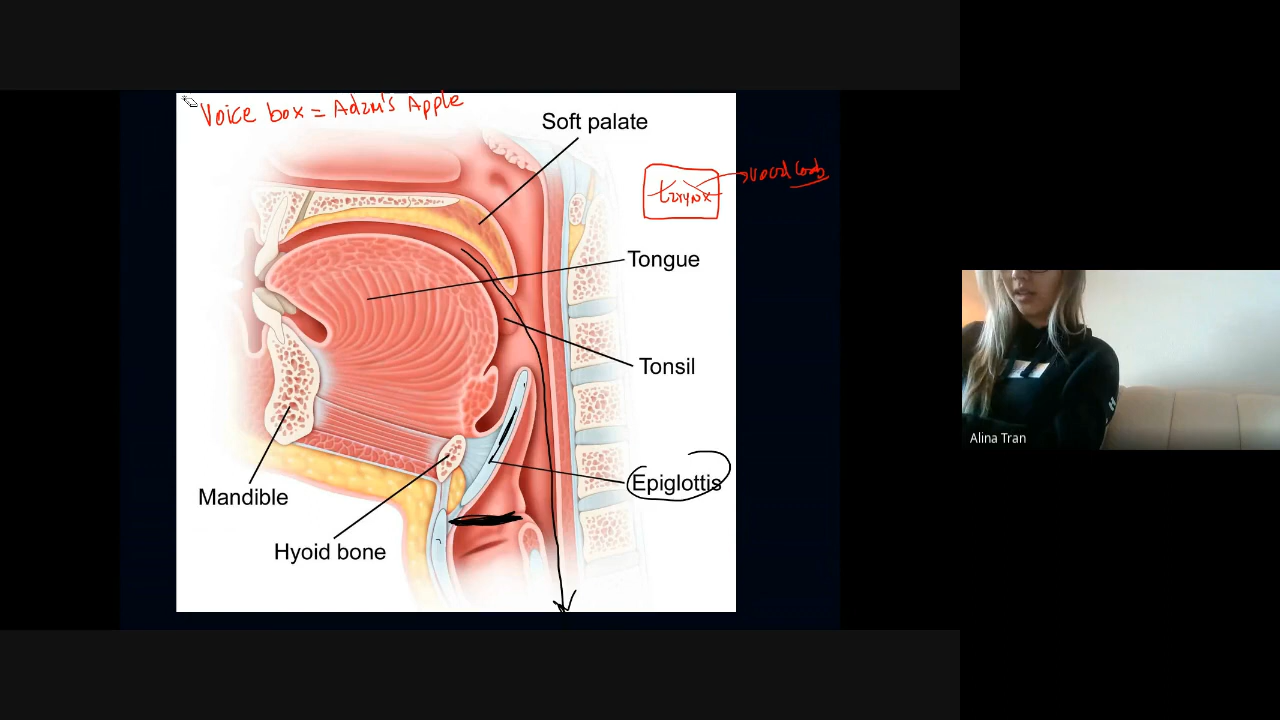 Voice box = Adam's Apple
Soft palate
Larynx
Vocal cords
Tongue
Tonsil
Alina Tran
Epiglottis
Mandible
Hyoid bone